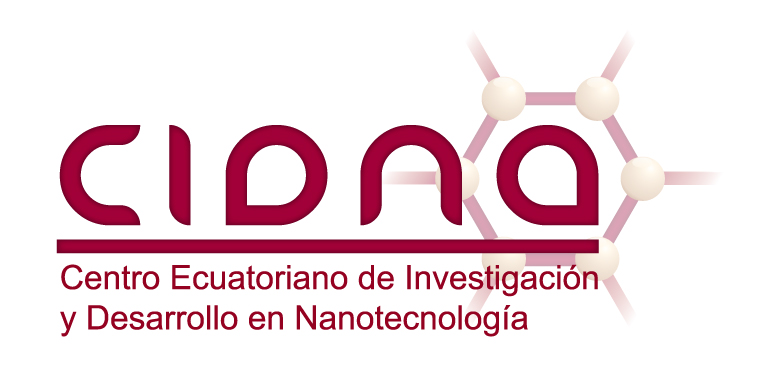 CIDNA
Centro Ecuatoriano de Investigación
y Desarrollo en Nanotecnología